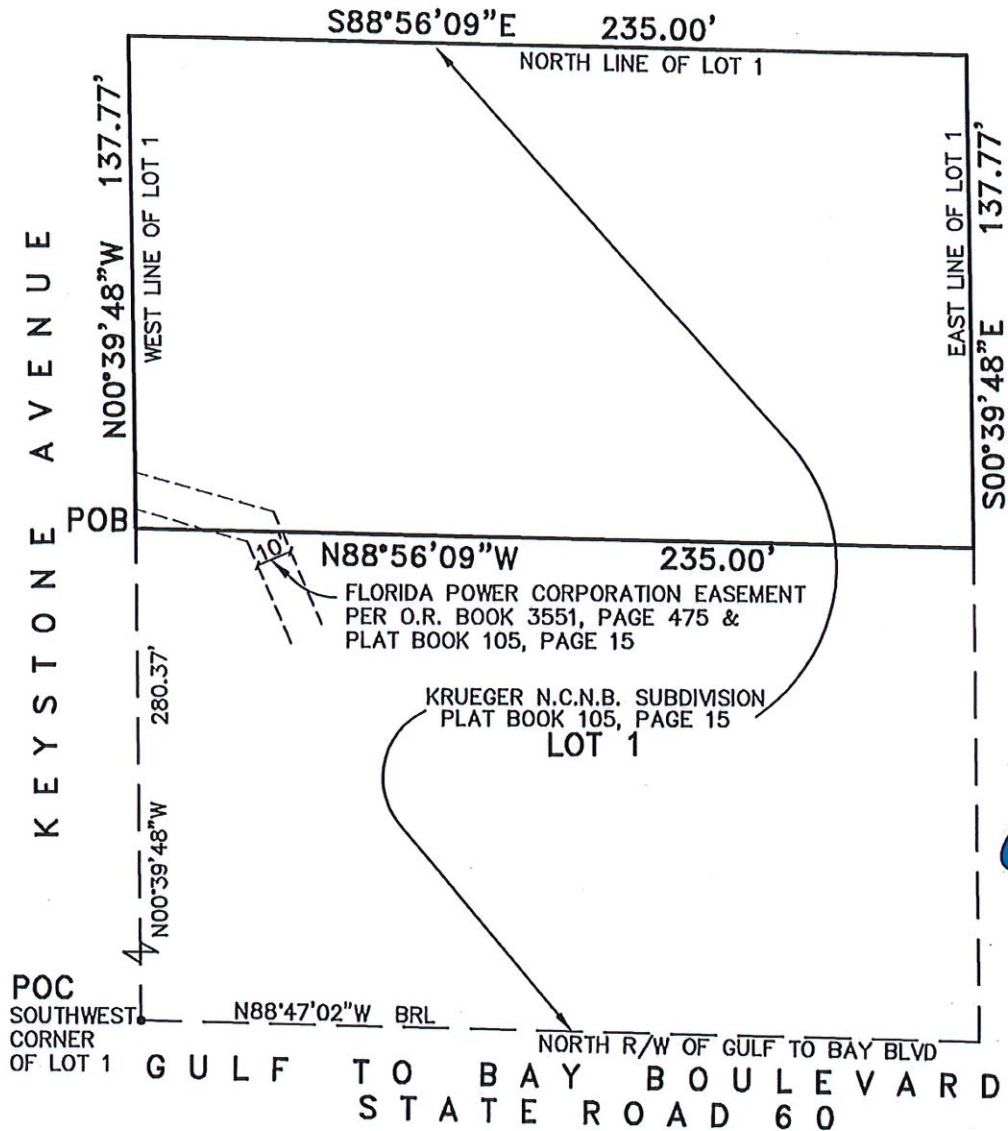 S88°56'09"E 235.00'
NORTH LINE OF LOT 1
N00°39'48"W 137.77'
WEST LINE OF LOT 1
EAST LINE OF LOT 1
S00°39'48"E 137.77'
KEYSTONE AVENUE
POB
N88°56'09"W 235.00'
10'
FLORIDA POWER CORPORATION EASEMENT
PER O.R. BOOK 3551, PAGE 475 &
PLAT BOOK 105, PAGE 15
N00°39'48"W 280.37'
KRUEGER N.C.N.B. SUBDIVISION
PLAT BOOK 105, PAGE 15
LOT 1
POC
SOUTHWEST
CORNER
OF LOT 1
N88°47'02"W BRL
NORTH R/W OF GULF TO BAY BLVD
GULF TO BAY BOULEVARD
STATE ROAD 60